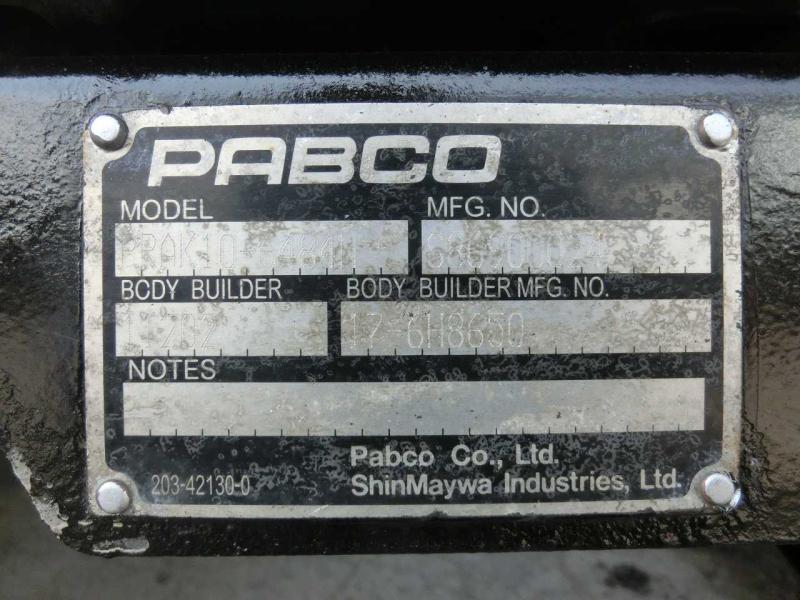 PABCO
MODEL MFG. NO.
BODY BUILDER BODY BUILDER MFG. NO.
17-6H8650
NOTES
203-42130-0
Pabco Co., Ltd.
ShinMaywa Industries, Ltd.